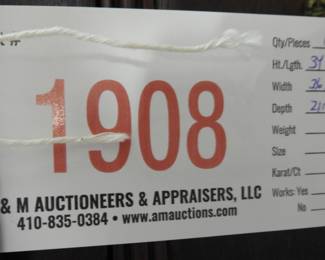 #
1908
& M AUCTIONEERS & APPRAISERS, LLC
410-835-0384 • www.amauctions.com
Qty/Pieces
Ht./Lgth.
Width
Depth
Weight
Size
Karat/Ct
Works: Yes
No